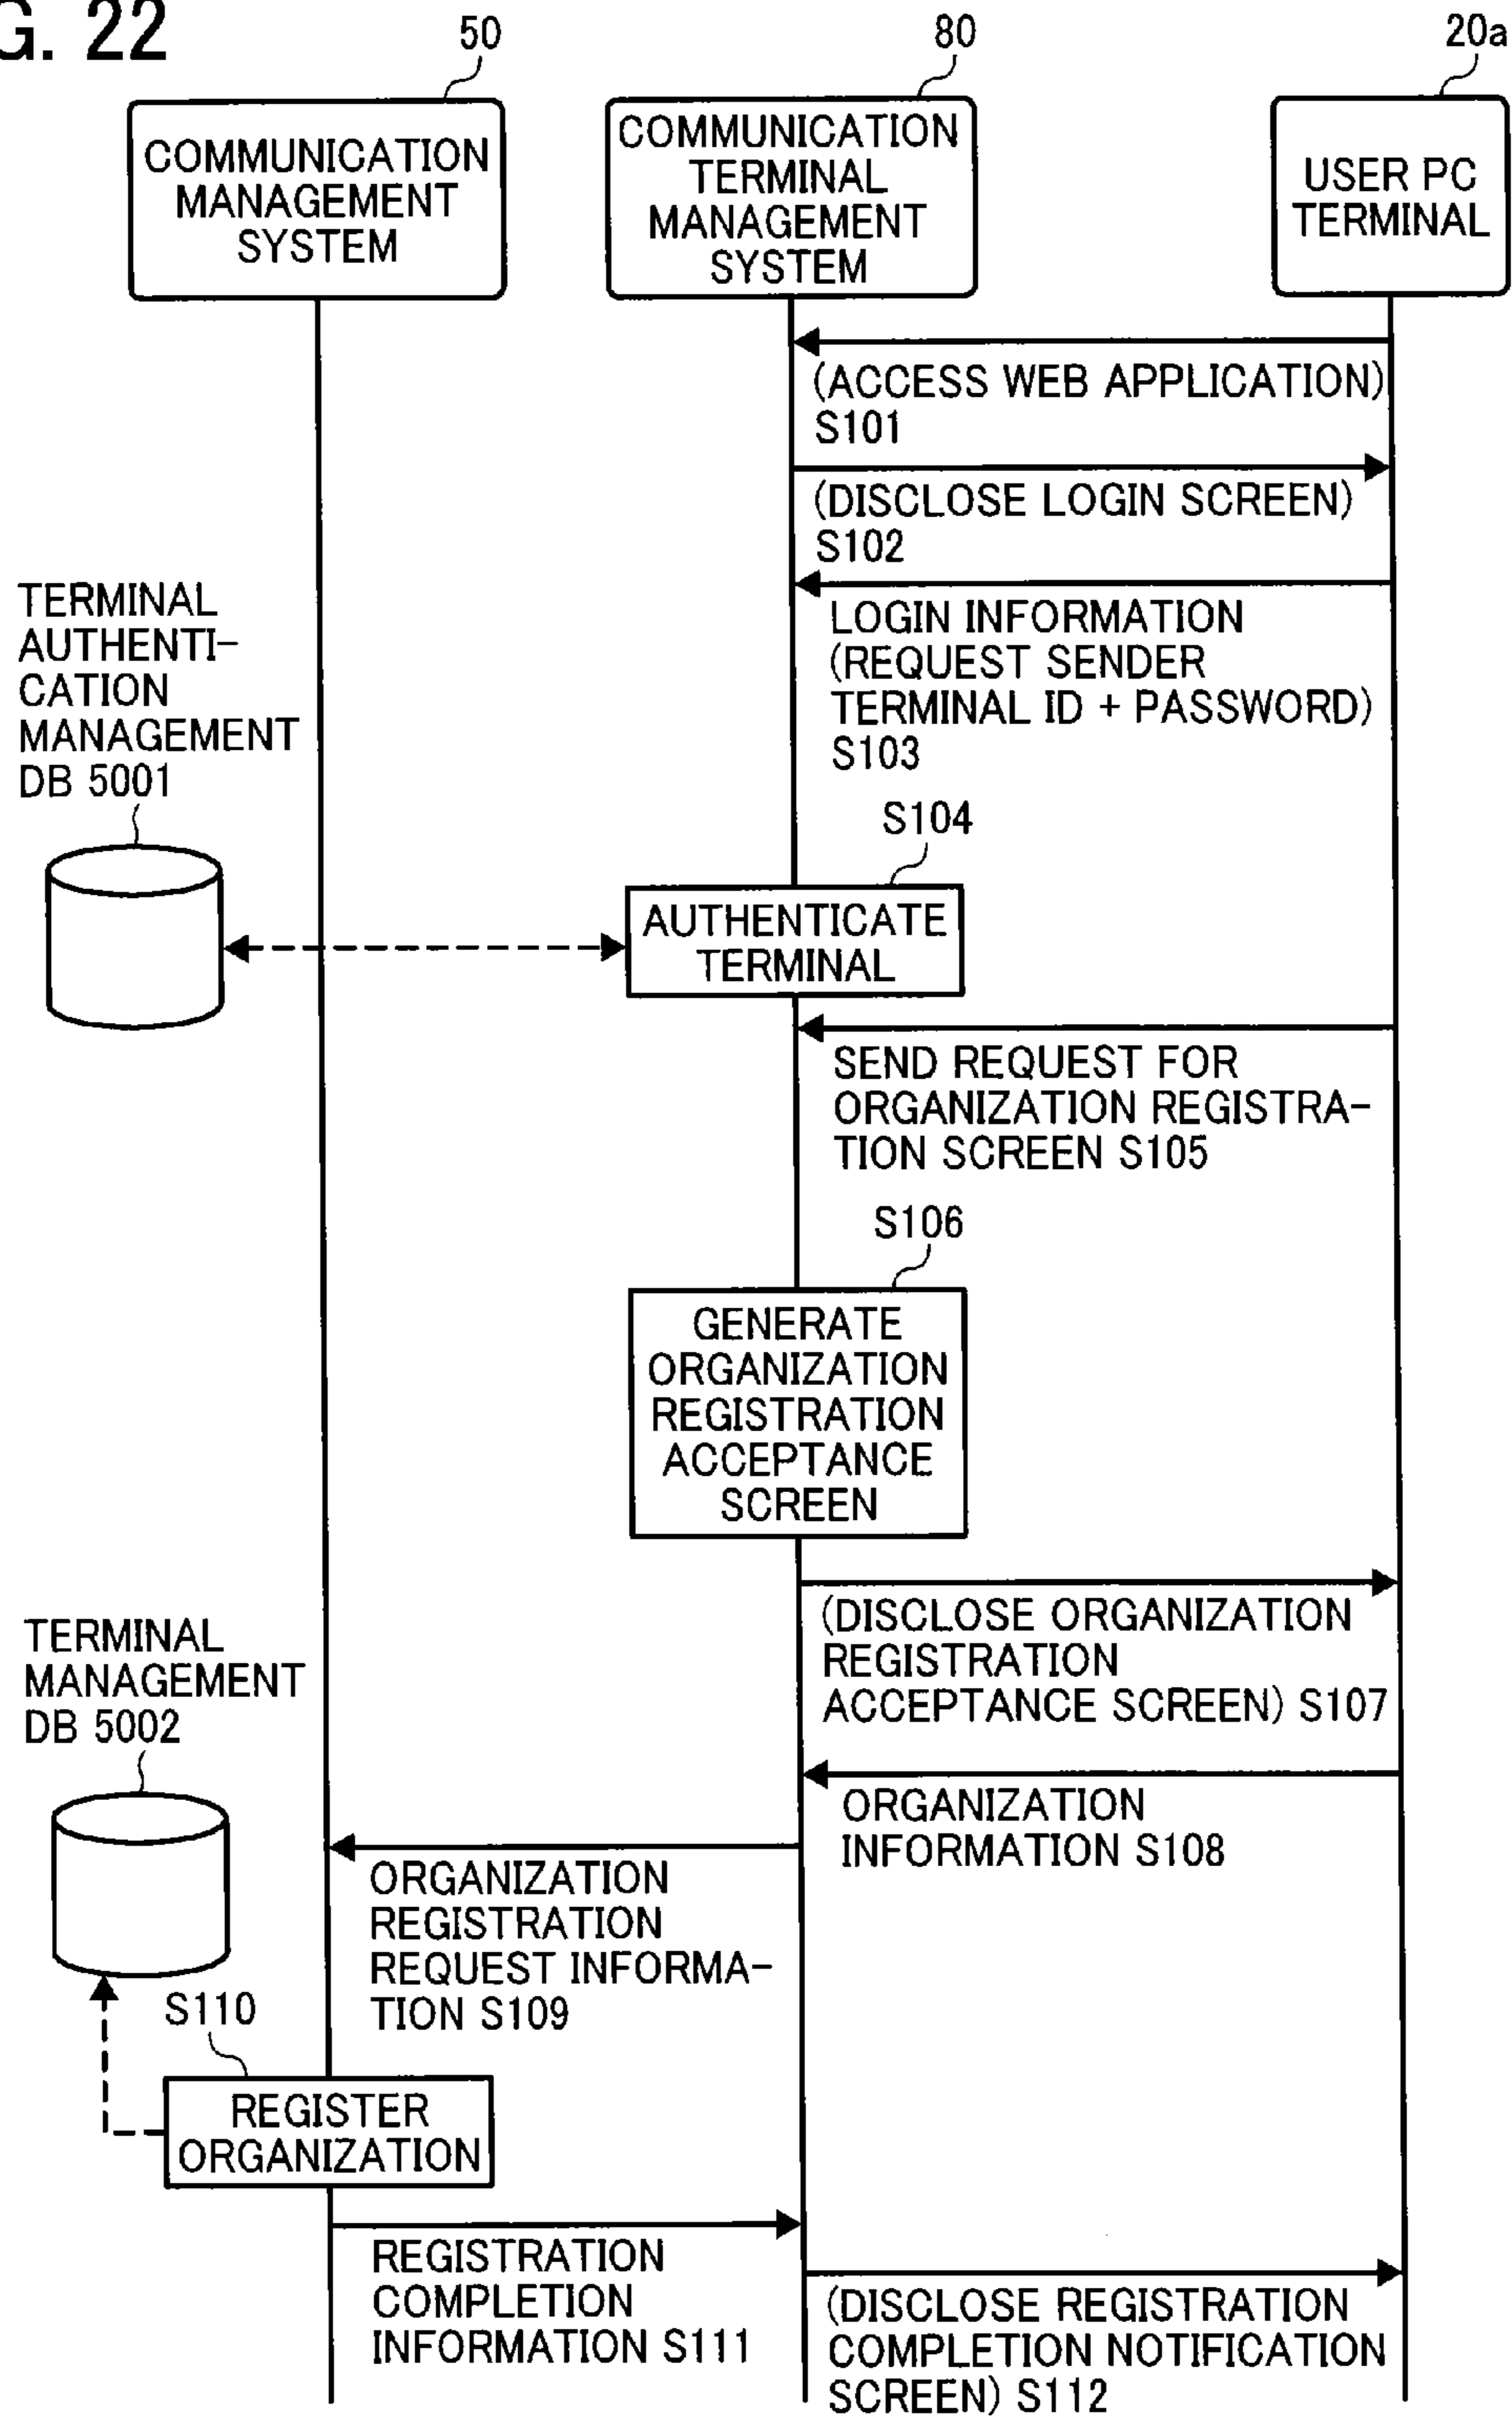 G. 22
50
80
20a
COMMUNICATION
MANAGEMENT
SYSTEM
COMMUNICATION
TERMINAL
MANAGEMENT
SYSTEM
USER PC
TERMINAL
(ACCESS WEB APPLICATION)
S101
(DISCLOSE LOGIN SCREEN)
S102
LOGIN INFORMATION
(REQUEST SENDER
TERMINAL ID + PASSWORD)
S103
TERMINAL
AUTHENTI-
CATION
MANAGEMENT
DB 5001
S104
AUTHENTICATE
TERMINAL
SEND REQUEST FOR
ORGANIZATION REGISTRA-
TION SCREEN S105
S106
GENERATE
ORGANIZATION
REGISTRATION
ACCEPTANCE
SCREEN
(DISCLOSE ORGANIZATION
REGISTRATION
ACCEPTANCE SCREEN) S107
TERMINAL
MANAGEMENT
DB 5002
ORGANIZATION
INFORMATION S108
ORGANIZATION
REGISTRATION
REQUEST INFORMA-
TION S109
S110
REGISTER
ORGANIZATION
REGISTRATION
COMPLETION
INFORMATION S111
(DISCLOSE REGISTRATION
COMPLETION NOTIFICATION
SCREEN) S112